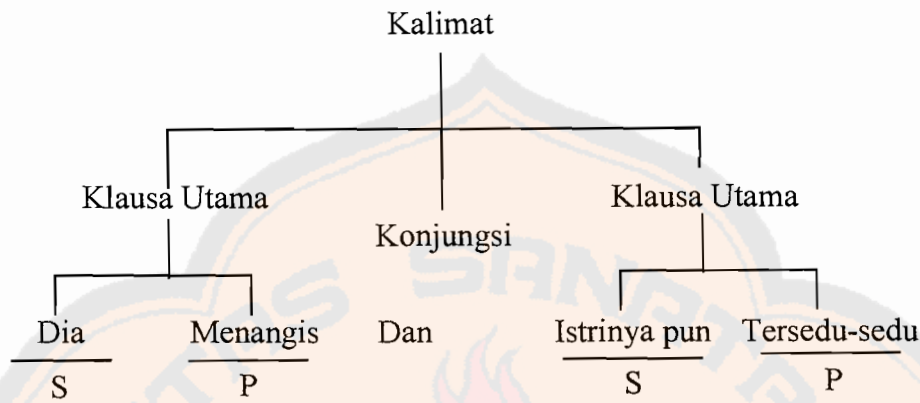 Kalimat
Klausa Utama Klausa Utama
Konjungsi
Dia Menangis Dan Istrinya pun Tersedu-sedu
S P S P